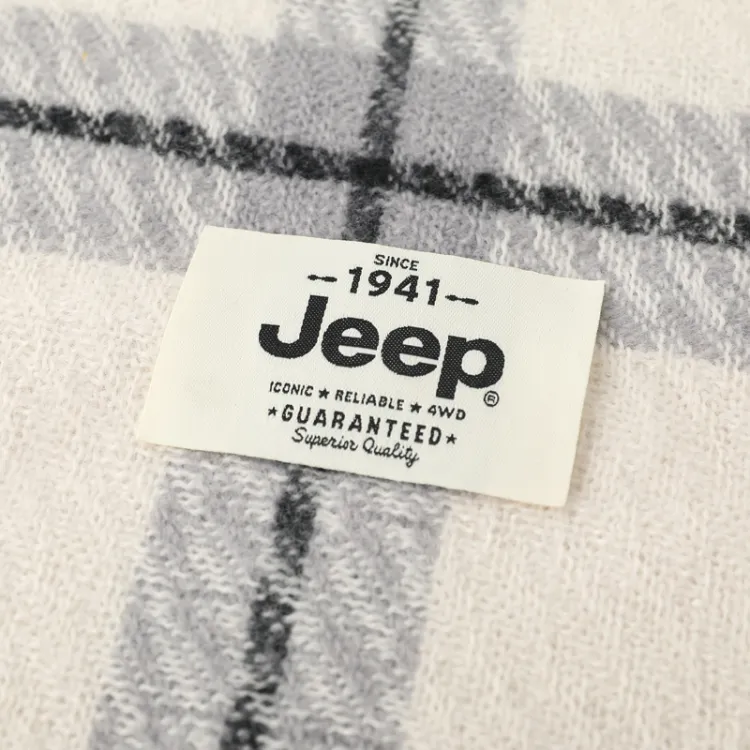 SINCE
1941
Jeep®
ICONIC ★ RELIABLE ★ 4WD
★GUARANTEED★
Superior Quality